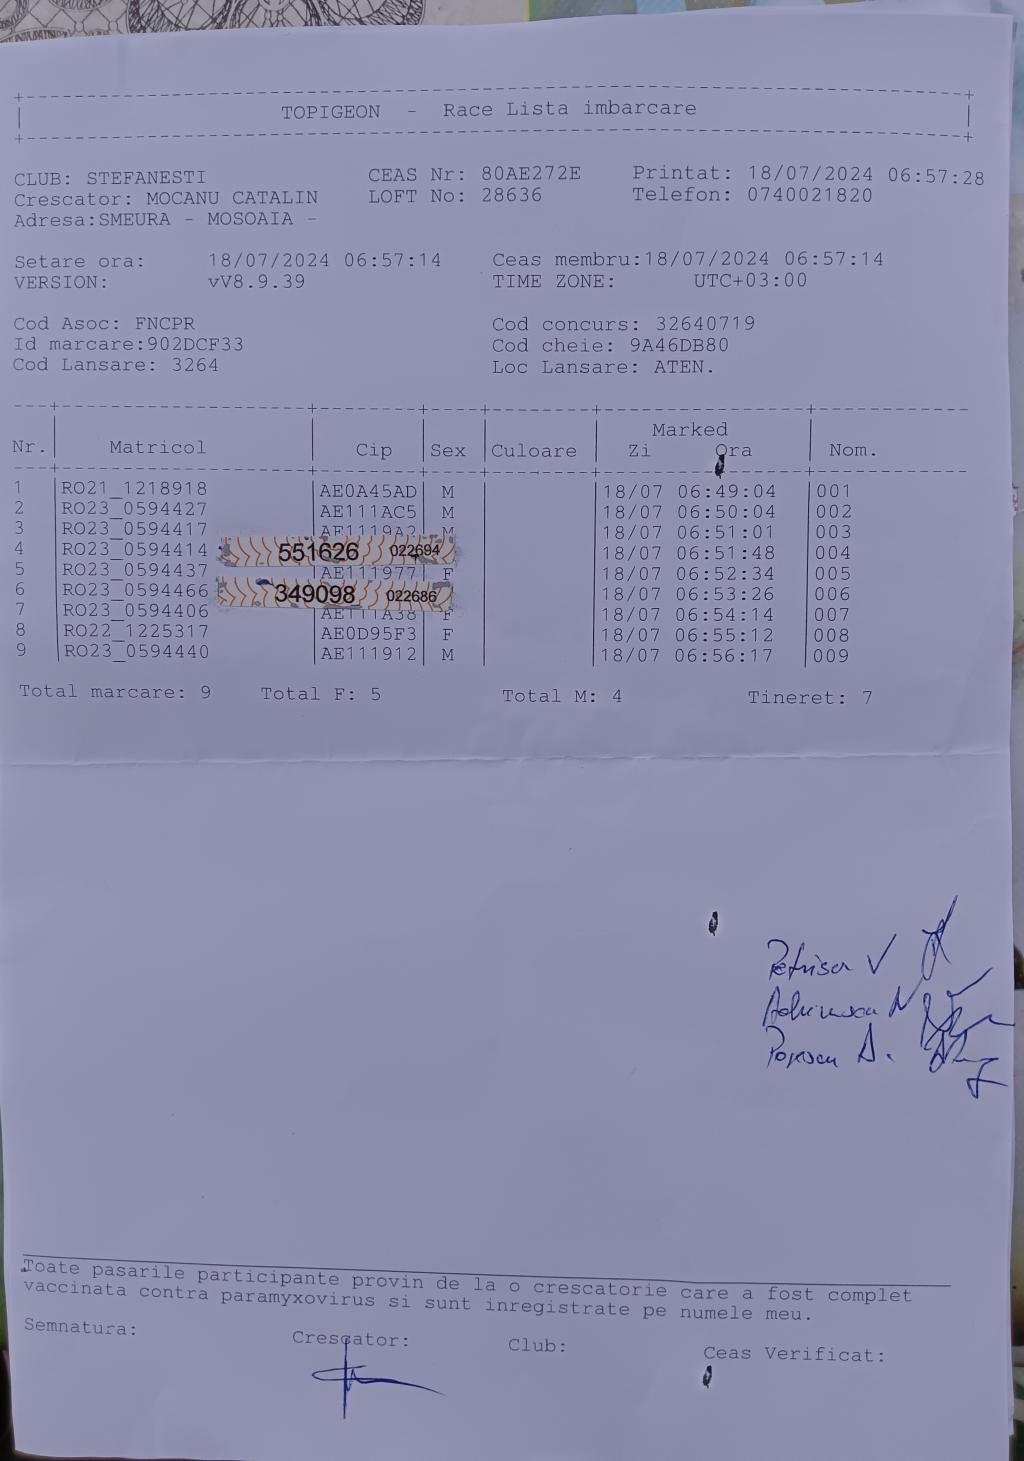 TOPIGEON - Race Lista imbarcare
CLUB: STEFANESTI CEAS Nr: 80AE272E Printat: 18/07/2024 06:57:28
Crescator: MOCANU CATALIN LOFT No: 28636 Telefon: 0740021820
Adresa:SMEURA - MOSOAIA -
Setare ora: 18/07/2024 06:57:14 Ceas membru:18/07/2024 06:57:14
VERSION: vV8.9.39 TIME ZONE: UTC+03:00
Cod Asoc: FNCPR Cod concurs: 32640719
Id marcare:902DCF33 Cod cheie: 9A46DB80
Cod Lansare: 3264 Loc Lansare: ATEN.
Marked
Nr. Matricol Cip Sex Culoare Zi Ora Nom.
1 RO21_1218918 AE0A45AD M 18/07 06:49:04 001
2 RO23_0594427 AE111AC5 M 18/07 06:50:04 002
3 RO23_0594417 AE1119A2 M 18/07 06:51:01 003
4 RO23_0594414 551626 022694 18/07 06:51:48 004
5 RO23_0594437 AE111977 F 18/07 06:52:34 005
6 RO23_0594466 349098 022686 18/07 06:53:26 006
7 RO23_0594406 AE111A38 F 18/07 06:54:14 007
8 RO22_1225317 AE0D95F3 F 18/07 06:55:12 008
9 RO23_0594440 AE111912 M 18/07 06:56:17 009
Total marcare: 9 Total F: 5 Total M: 4 Tineret: 7
Petrisor V
Popescu D.
Toate pasarile participante provin de la o crescatorie care a fost complet
vaccinata contra paramyxovirus si sunt inregistrate pe numele meu.
Semnatura: Crescator: Club: Ceas Verificat: